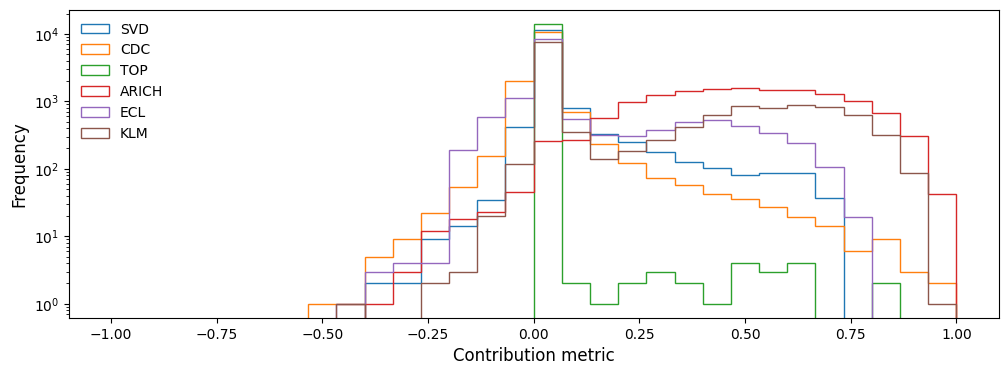 SVD
CDC
TOP
ARICH
ECL
KLM
Frequency
10⁴
10³
10²
10¹
10⁰
−1.00 −0.75 −0.50 −0.25 0.00 0.25 0.50 0.75 1.00
Contribution metric